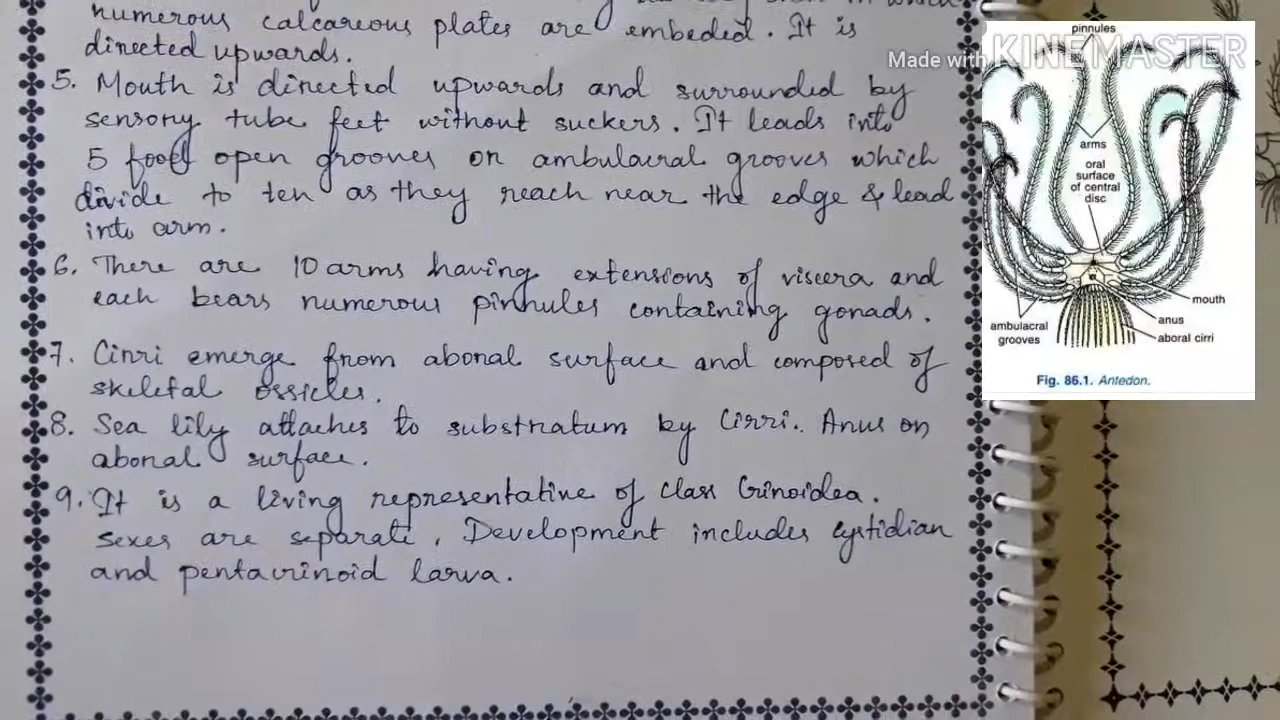 numerous calcareous plates are embeded. It is
directed upwards.
5. Mouth is directed upwards and surrounded by
sensory tube feet without suckers. It leads into
5 food open grooves or ambulacral grooves which
divide to ten as they reach near the edge & lead
into arm.
6. There are 10 arms having extensions of viscera and
each bears numerous pinnules containing gonads.
7. Cirri emerge from aboral surface and composed of
skeletal ossicles.
8. Sea lily attaches to substratum by Cirri. Anus on
aboral surface.
9. It is a living representative of class Crinoidea.
sexes are separate. Development includes cystidian
and pentacrinoid larva.
Made with KINEMASTER
pinnules
arms
oral
surface
of central
disc
mouth
anus
aboral cirri
ambulacral
grooves
Fig. 86.1. Antedon.